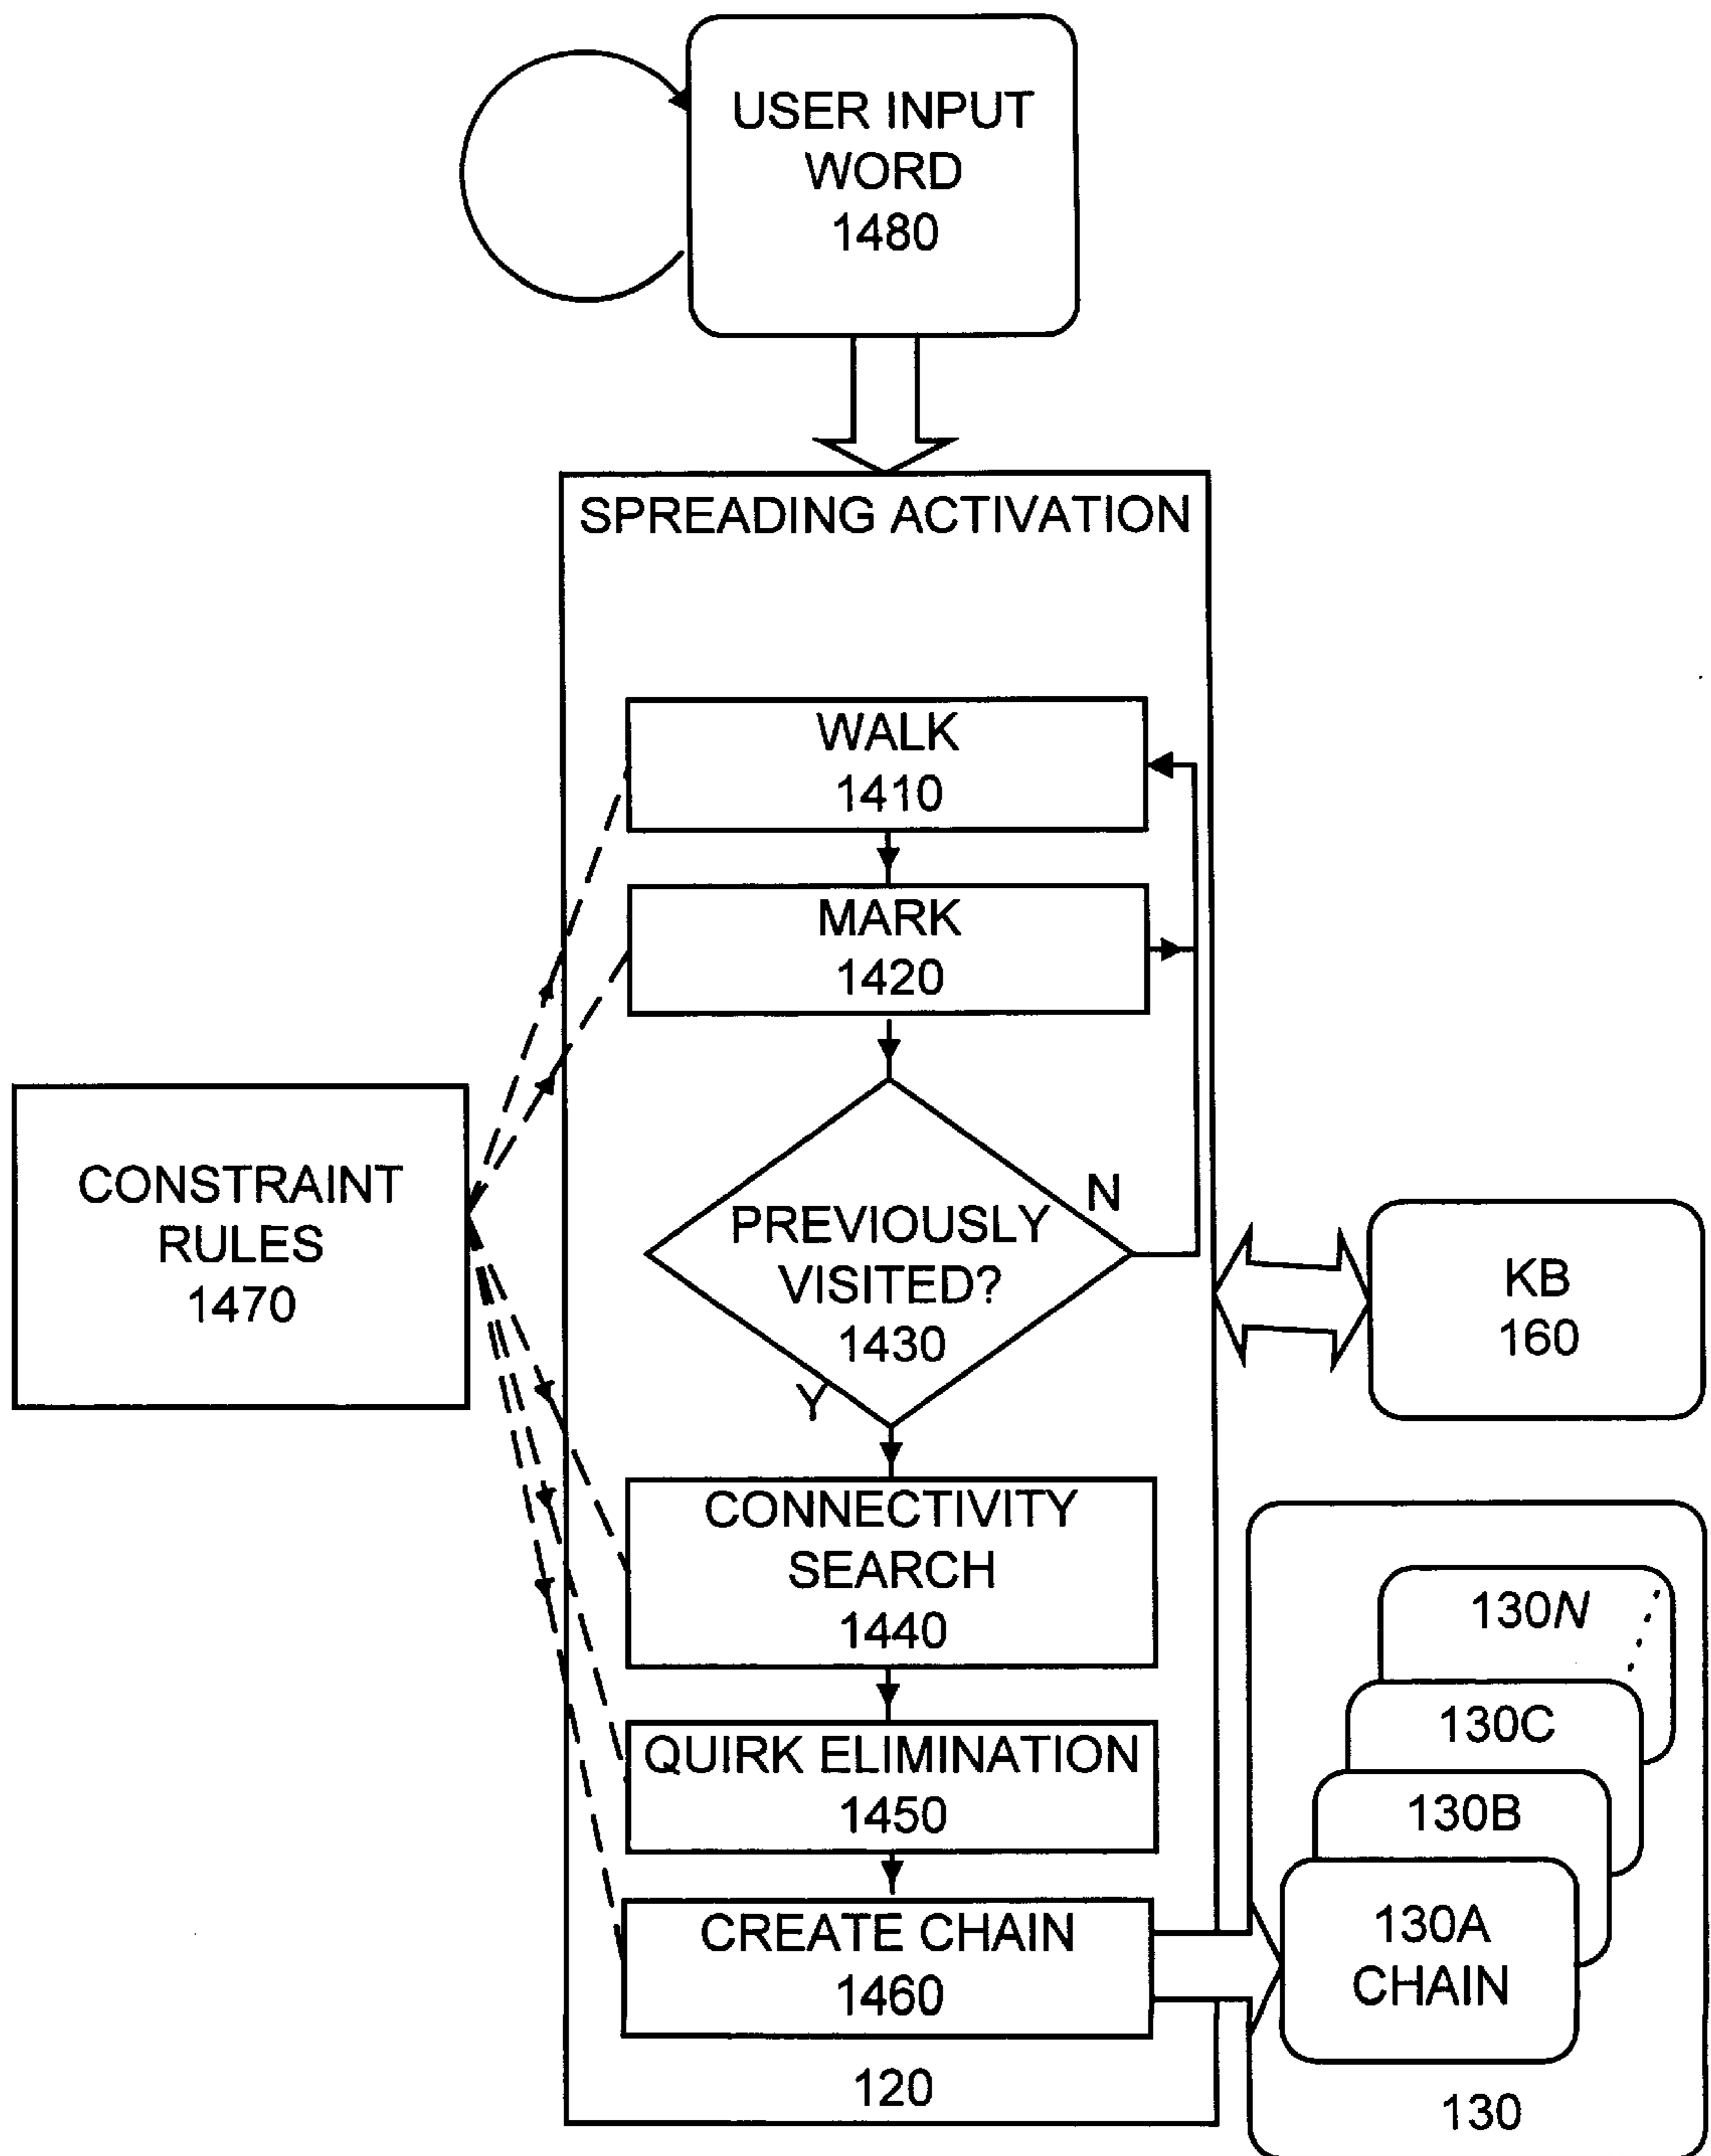 USER INPUT
WORD
1480
SPREADING ACTIVATION
WALK
1410
MARK
1420
PREVIOUSLY
VISITED?
1430
N
Y
CONSTRAINT
RULES
1470
KB
160
CONNECTIVITY
SEARCH
1440
QUIRK ELIMINATION
1450
CREATE CHAIN
1460
120
130N
130C
130B
130A
CHAIN
130